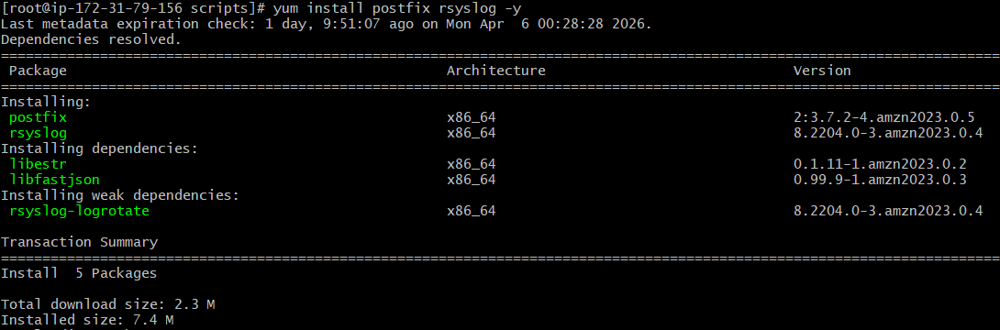 [root@ip-172-31-79-156 scripts]# yum install postfix rsyslog -y
Last metadata expiration check: 1 day, 9:51:07 ago on Mon Apr  6 00:28:28 2026.
Dependencies resolved.
Package Architecture Version
Installing:
postfix x86_64 2:3.7.2-4.amzn2023.0.5
rsyslog x86_64 8.2204.0-3.amzn2023.0.4
Installing dependencies:
libestr x86_64 0.1.11-1.amzn2023.0.2
libfastjson x86_64 0.99.9-1.amzn2023.0.3
Installing weak dependencies:
rsyslog-logrotate x86_64 8.2204.0-3.amzn2023.0.4
Transaction Summary
Install  5 Packages
Total download size: 2.3 M
Installed size: 7.4 M